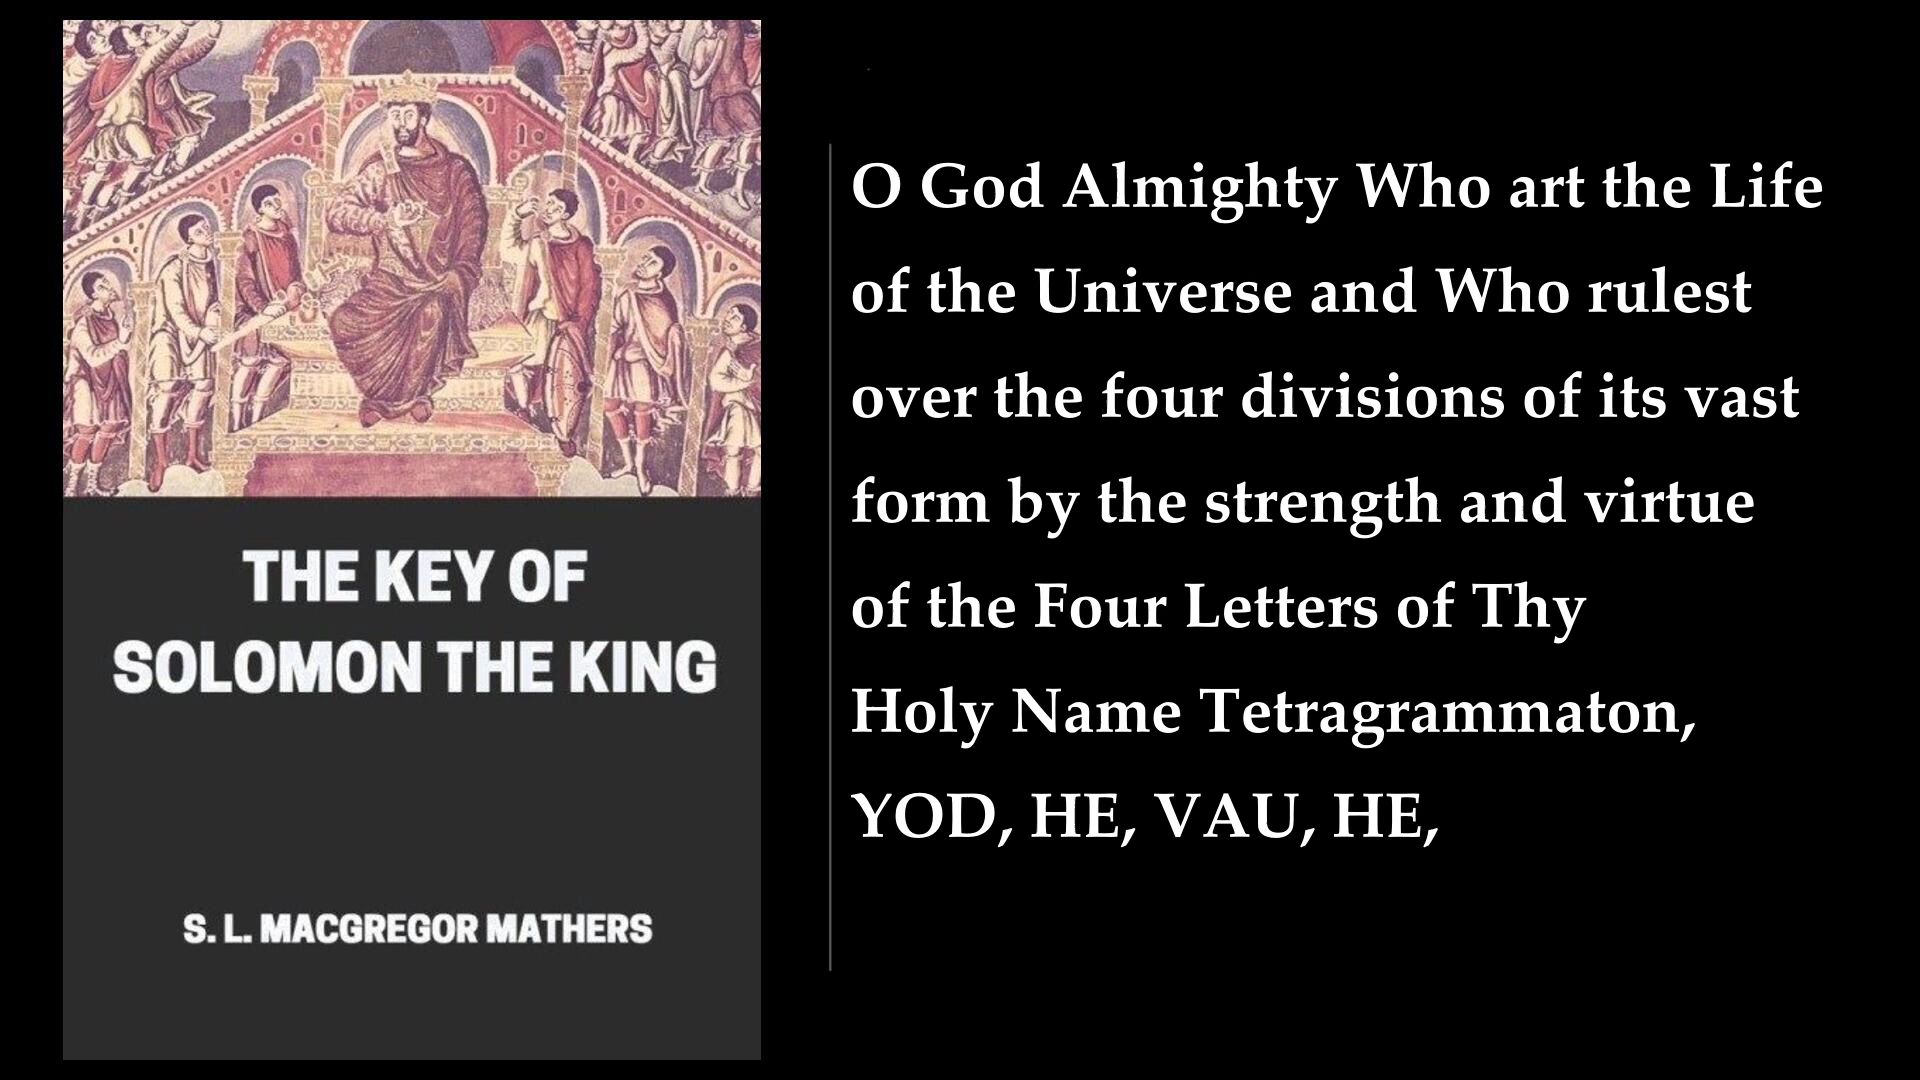 THE KEY OF
SOLOMON THE KING
S. L. MACGREGOR MATHERS
O God Almighty Who art the Life
of the Universe and Who rulest
over the four divisions of its vast
form by the strength and virtue
of the Four Letters of Thy
Holy Name Tetragrammaton,
YOD, HE, VAU, HE,